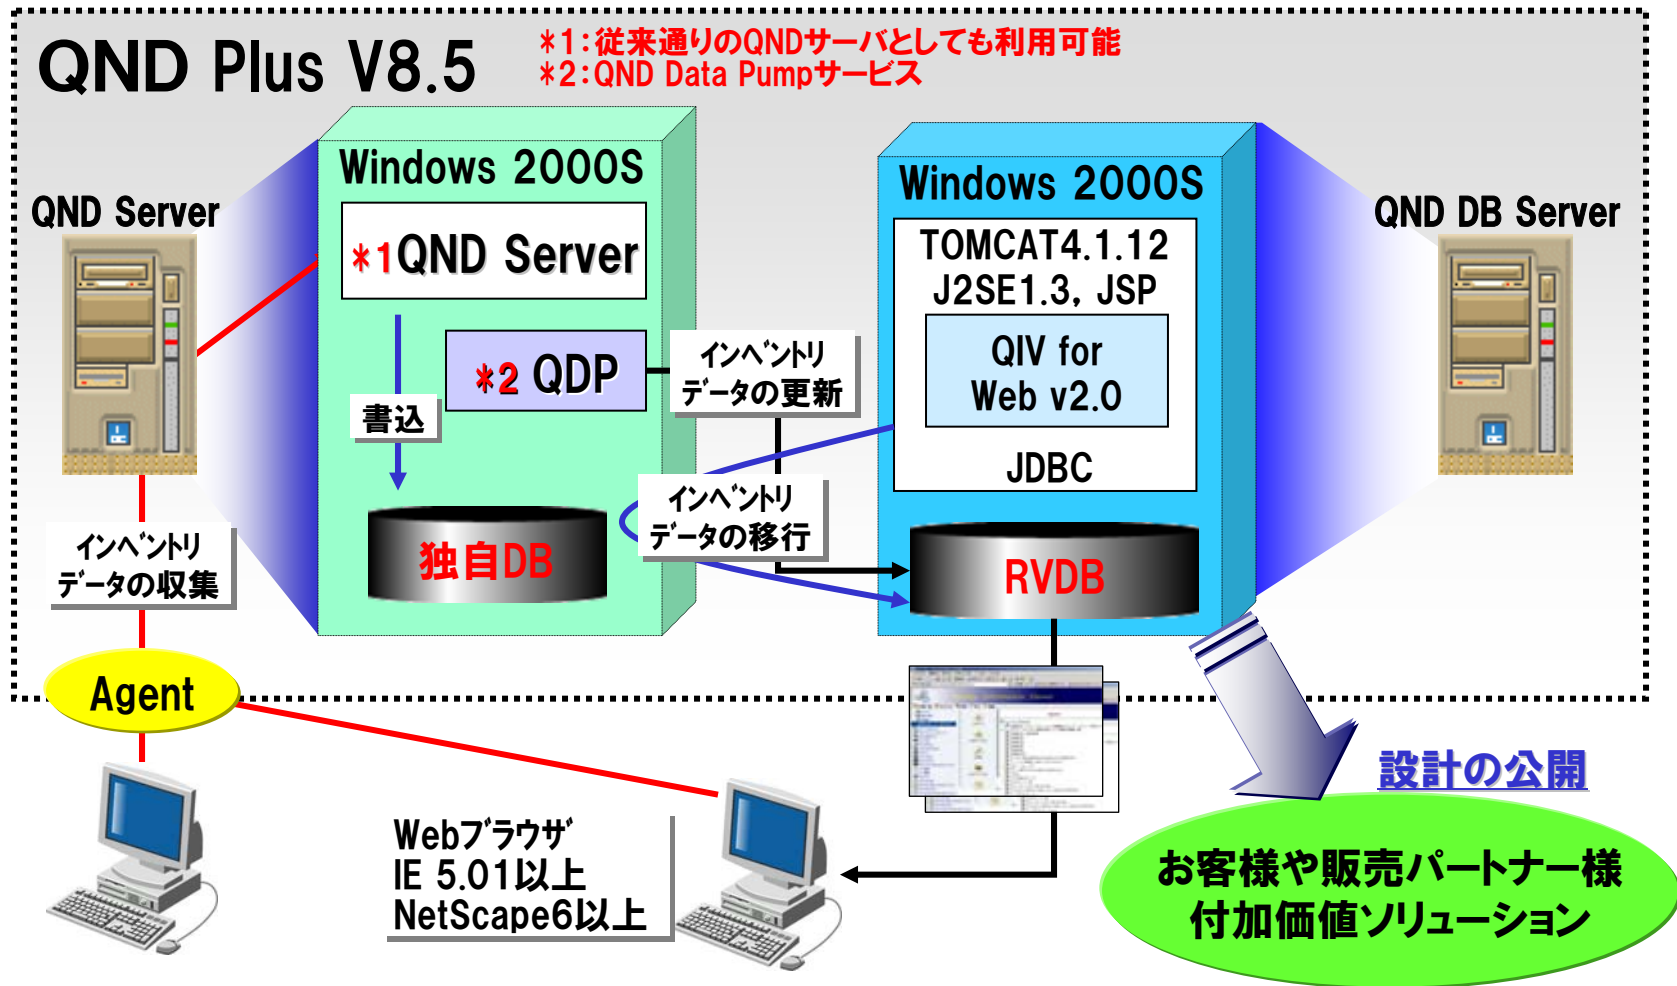 QND Plus V8.5
*1:従来通りのQNDサーバとしても利用可能
*2:QND Data Pumpサービス
QND Server
Windows 2000S
*1QND Server
*2 QDP
書込
独自DB
インベントリ
データの更新
インベントリ
データの移行
Windows 2000S
TOMCAT4.1.12
J2SE1.3, JSP
QIV for
Web v2.0
JDBC
RVDB
QND DB Server
インベントリ
データの収集
Agent
Webブラウザ
IE 5.01以上
NetScape6以上
設計の公開
お客様や販売パートナー様
付加価値ソリューション